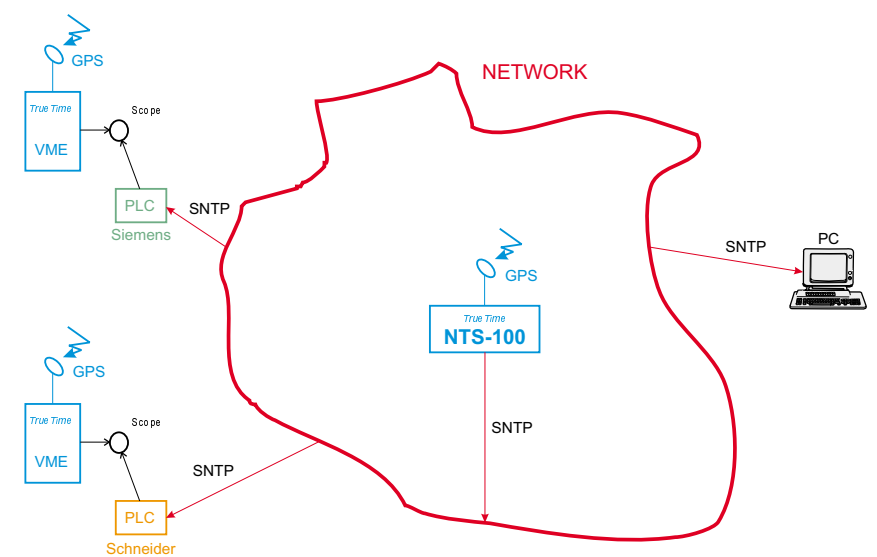 GPS
True Time
VME
Scope
PLC
Siemens
SNTP
NETWORK
GPS
True Time
NTS-100
SNTP
SNTP
PC
GPS
True Time
VME
Scope
PLC
Schneider
SNTP